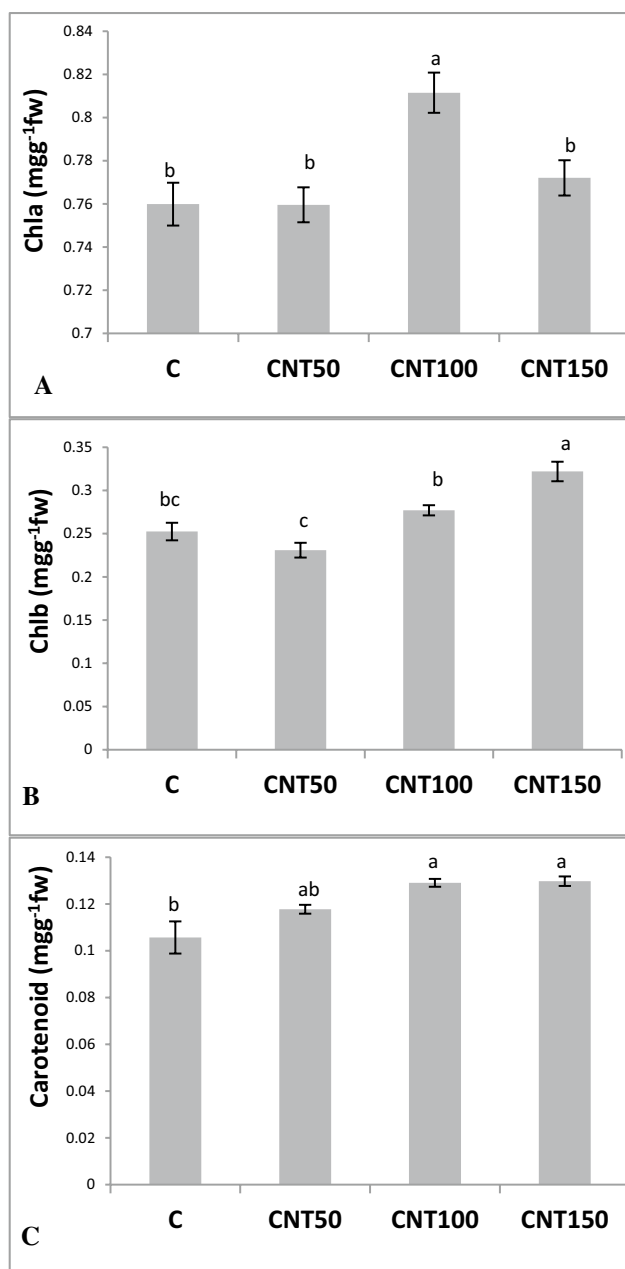 Chla (mgg⁻¹fw)
0.84
0.82
0.8
0.78
0.76
0.74
0.72
0.7
b
b
a
b
C CNT50 CNT100 CNT150
A
Chlb (mgg⁻¹fw)
0.35
0.3
0.25
0.2
0.15
0.1
0.05
0
bc
c
b
a
C CNT50 CNT100 CNT150
B
Carotenoid (mgg⁻¹fw)
0.14
0.12
0.1
0.08
0.06
0.04
0.02
0
b
ab
a
a
C CNT50 CNT100 CNT150
C